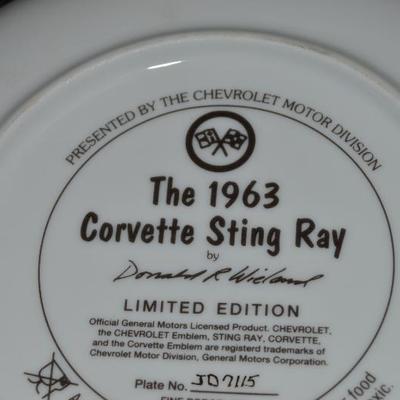 PRESENTED BY THE CHEVROLET MOTOR DIVISION
The 1963
Corvette Sting Ray
by
Donald R Wieland
LIMITED EDITION
Official General Motors Licensed Product. CHEVROLET,
the CHEVROLET Emblem, STING RAY, CORVETTE,
and the Corvette Emblem are registered trademarks of
Chevrolet Motor Division, General Motors Corporation.
Plate No. JD7115
food